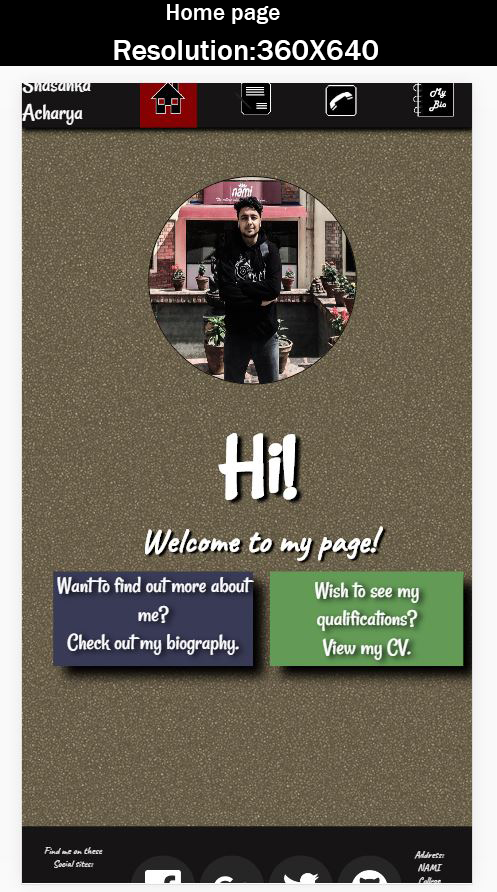 Home page
Resolution:360X640
Shasanka
Acharya
My
Bio
nami
Hi!
Welcome to my page!
Want to find out more about
me?
Check out my biography.
Wish to see my
qualifications?
View my CV.
Find me on these
Social sites:
Address:
NAMI
College